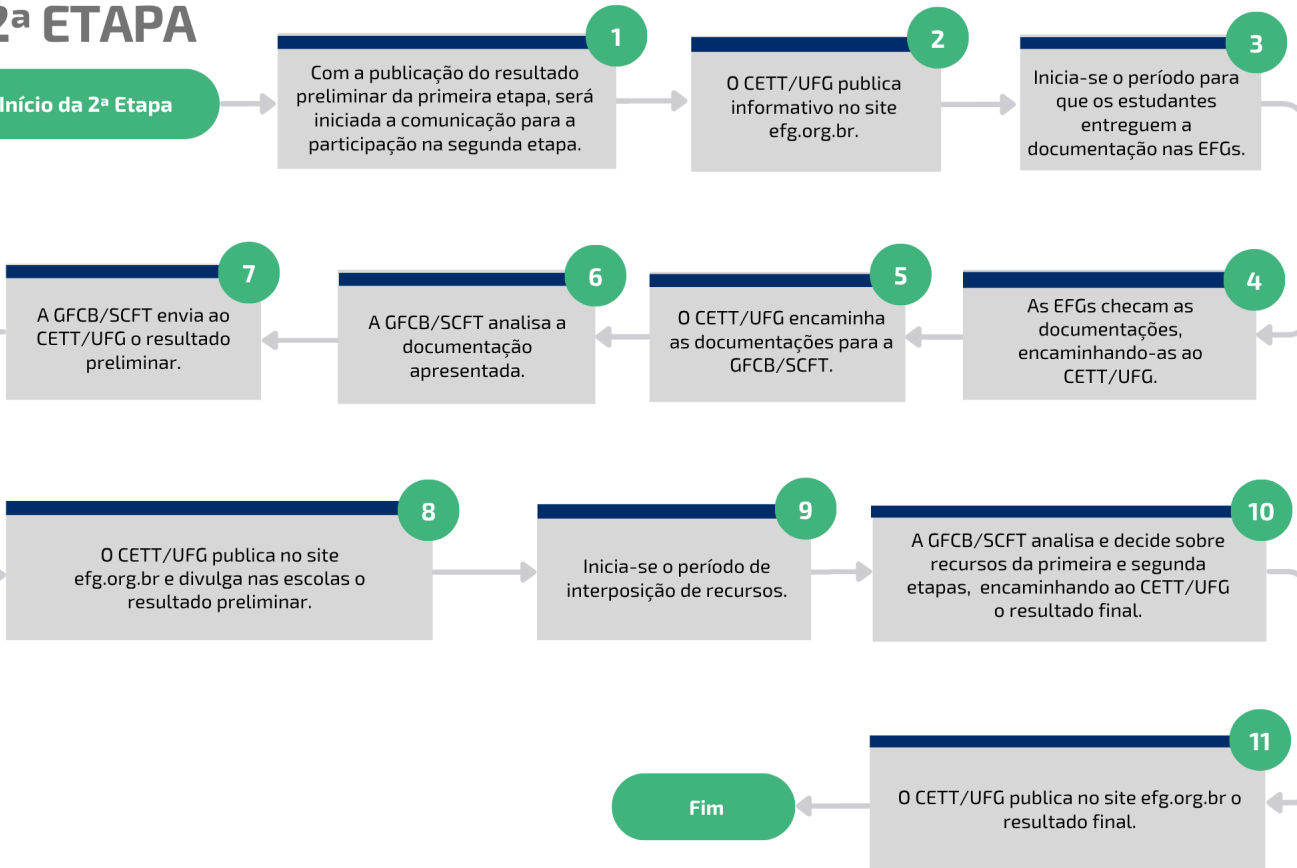 2ª ETAPA
Início da 2ª Etapa
1
Com a publicação do resultado
preliminar da primeira etapa, será
iniciada a comunicação para a
participação na segunda etapa.
2
O CETT/UFG publica
informativo no site
efg.org.br.
3
Inicia-se o período para
que os estudantes
entreguem a
documentação nas EFGs.
4
As EFGs checam as
documentações,
encaminhando-as ao
CETT/UFG.
5
O CETT/UFG encaminha
as documentações para a
GFCB/SCFT.
6
A GFCB/SCFT analisa a
documentação
apresentada.
7
A GFCB/SCFT envia ao
CETT/UFG o resultado
preliminar.
8
O CETT/UFG publica no site
efg.org.br e divulga nas escolas o
resultado preliminar.
9
Inicia-se o período de
interposição de recursos.
10
A GFCB/SCFT analisa e decide sobre
recursos da primeira e segunda
etapas, encaminhando ao CETT/UFG
o resultado final.
11
O CETT/UFG publica no site efg.org.br o
resultado final.
Fim